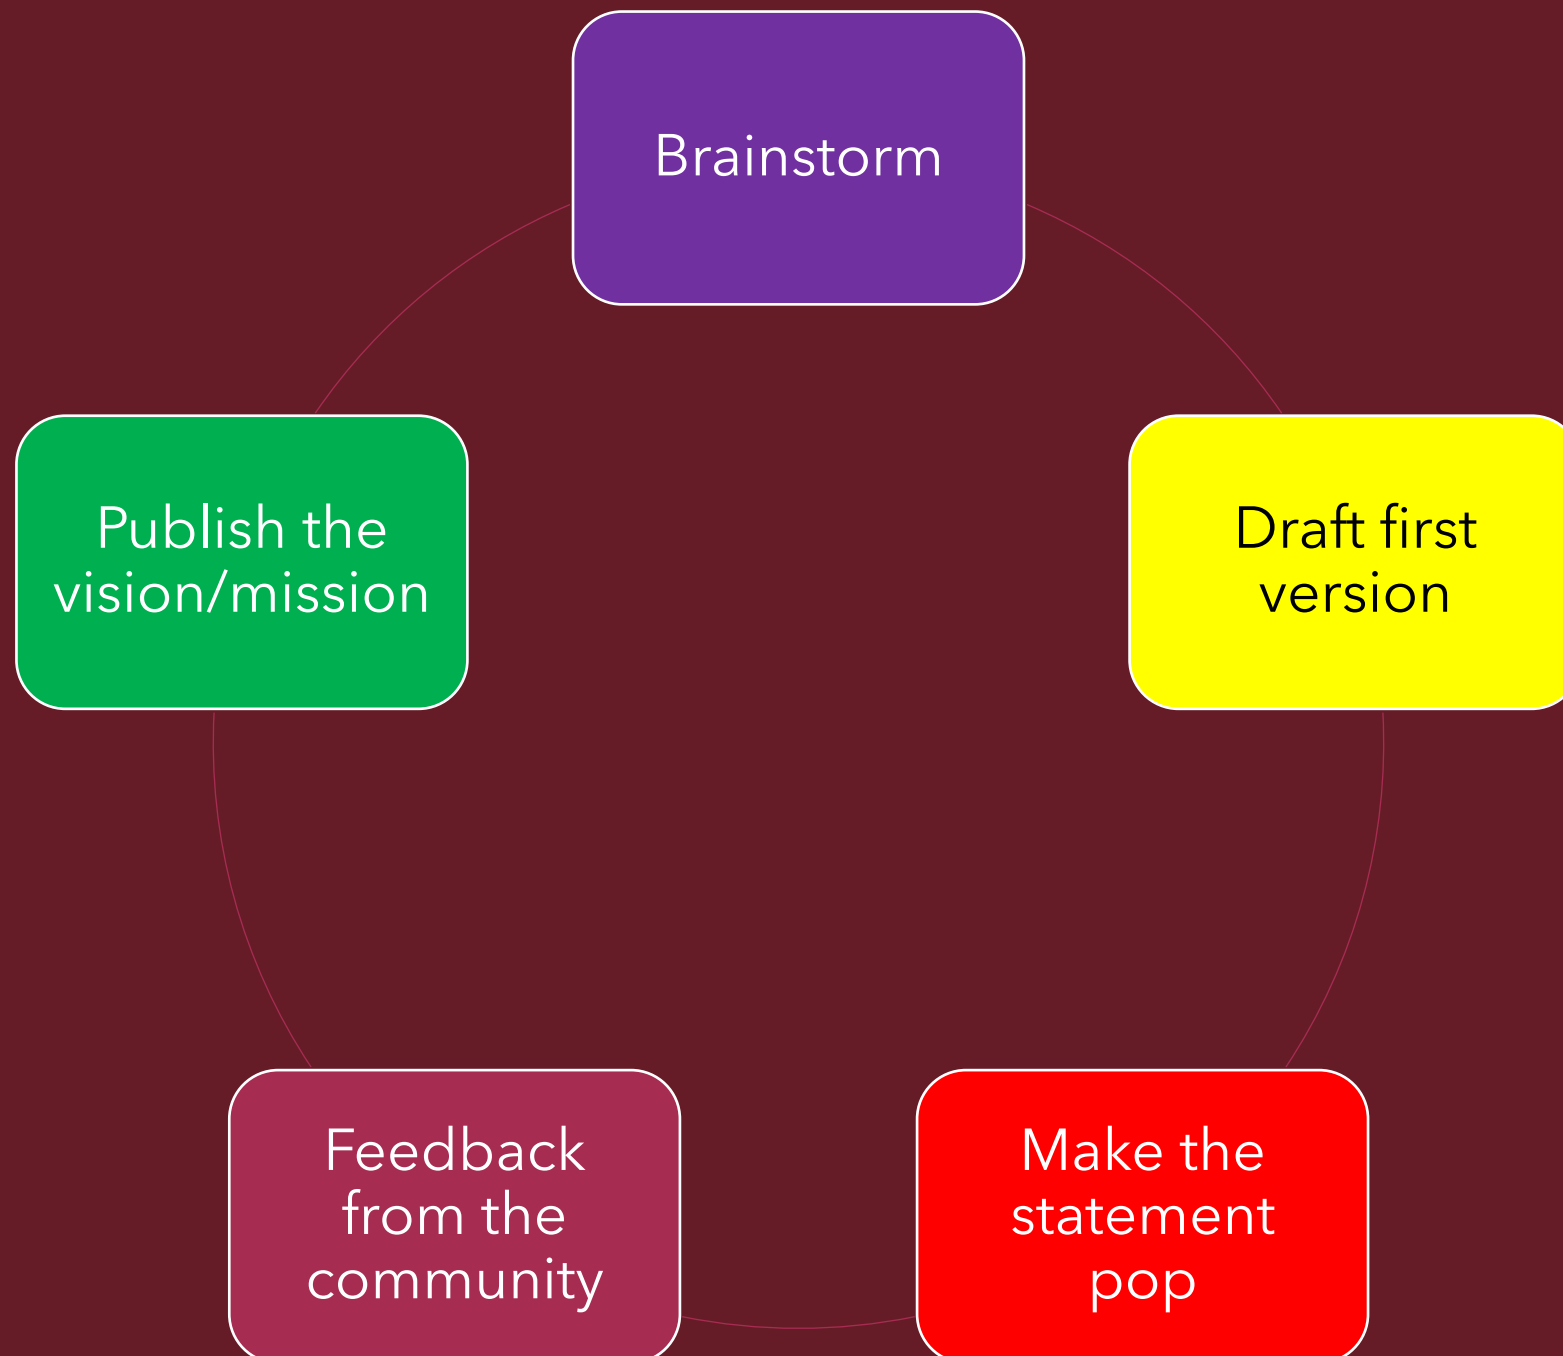 Brainstorm
Draft first
version
Make the
statement
pop
Feedback
from the
community
Publish the
vision/mission